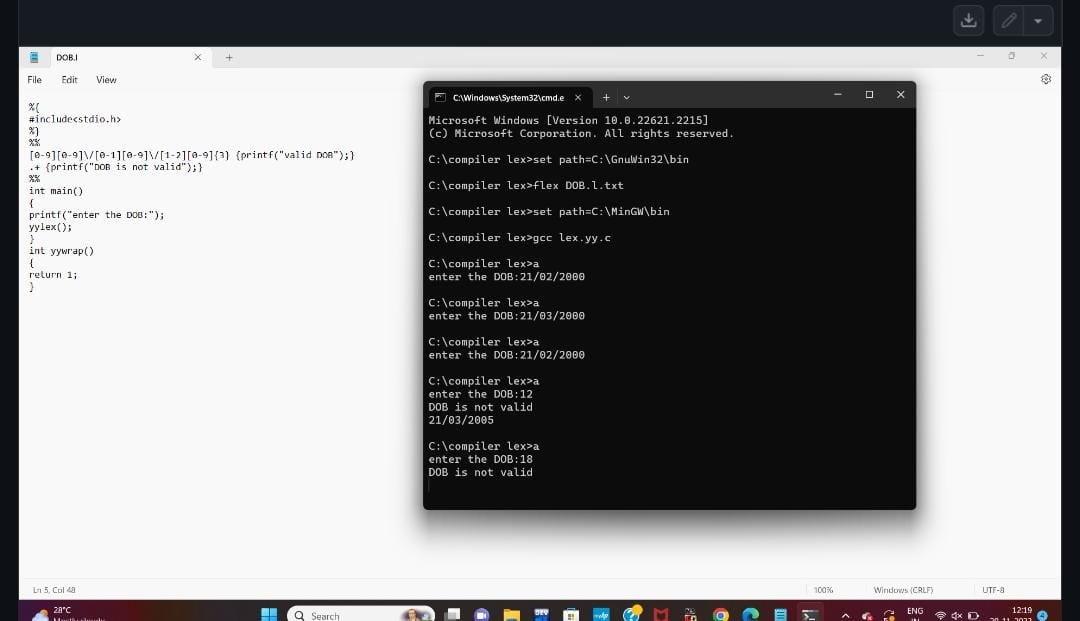 DOB.l
File Edit View
%{
#include<stdio.h>
%}
%%
[0-9][0-9]\/[0-1][0-9]\/[1-2][0-9]{3} {printf("valid DOB");}
.+ {printf("DOB is not valid");}
%%
int main()
{
printf("enter the DOB:");
yylex();
}
int yywrap()
{
return 1;
}
C:\Windows\System32\cmd.e
Microsoft Windows [Version 10.0.22621.2215]
(c) Microsoft Corporation. All rights reserved.
C:\compiler lex>set path=C:\GnuWin32\bin
C:\compiler lex>flex DOB.l.txt
C:\compiler lex>set path=C:\MinGW\bin
C:\compiler lex>gcc lex.yy.c
C:\compiler lex>a
enter the DOB:21/02/2000
C:\compiler lex>a
enter the DOB:21/03/2000
C:\compiler lex>a
enter the DOB:21/02/2000
C:\compiler lex>a
enter the DOB:12
DOB is not valid
21/03/2005
C:\compiler lex>a
enter the DOB:18
DOB is not valid
Ln 5, Col 48
100%
Windows (CRLF)
UTF-8
28°C
Search
DEV
ENG
12:19